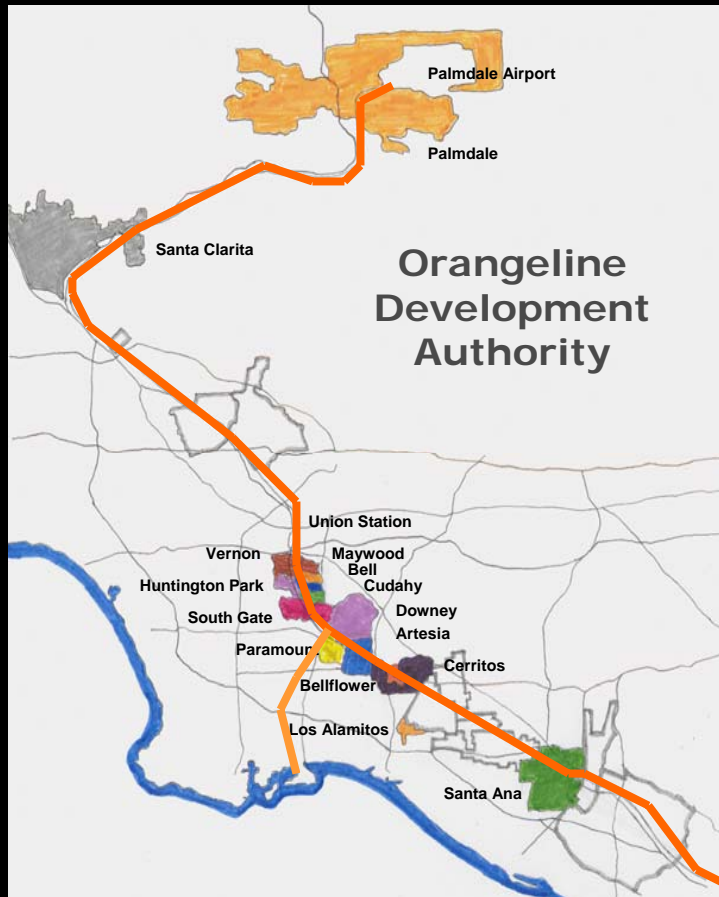 Palmdale Airport
Palmdale
Santa Clarita
Orangeline
Development
Authority
Union Station
Vernon
Maywood
Bell
Huntington Park
Cudahy
South Gate
Downey
Artesia
Paramount
Cerritos
Bellflower
Los Alamitos
Santa Ana